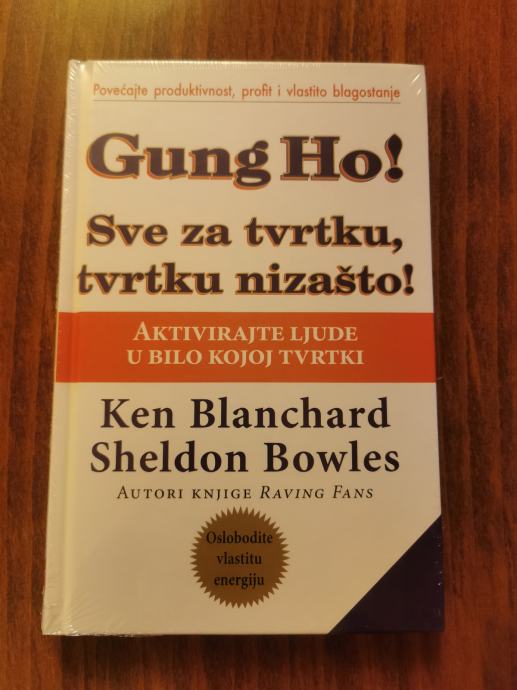 Povećajte produktivnost, profit i vlastito blagostanje
Gung Ho!
Sve za tvrtku,
tvrtku nizašto!
AKTIVIRAJTE LJUDE
U BILO KOJOJ TVRTKI
Ken Blanchard
Sheldon Bowles
AUTORI KNJIGE RAVING FANS
Oslobodite
vlastitu
energiju